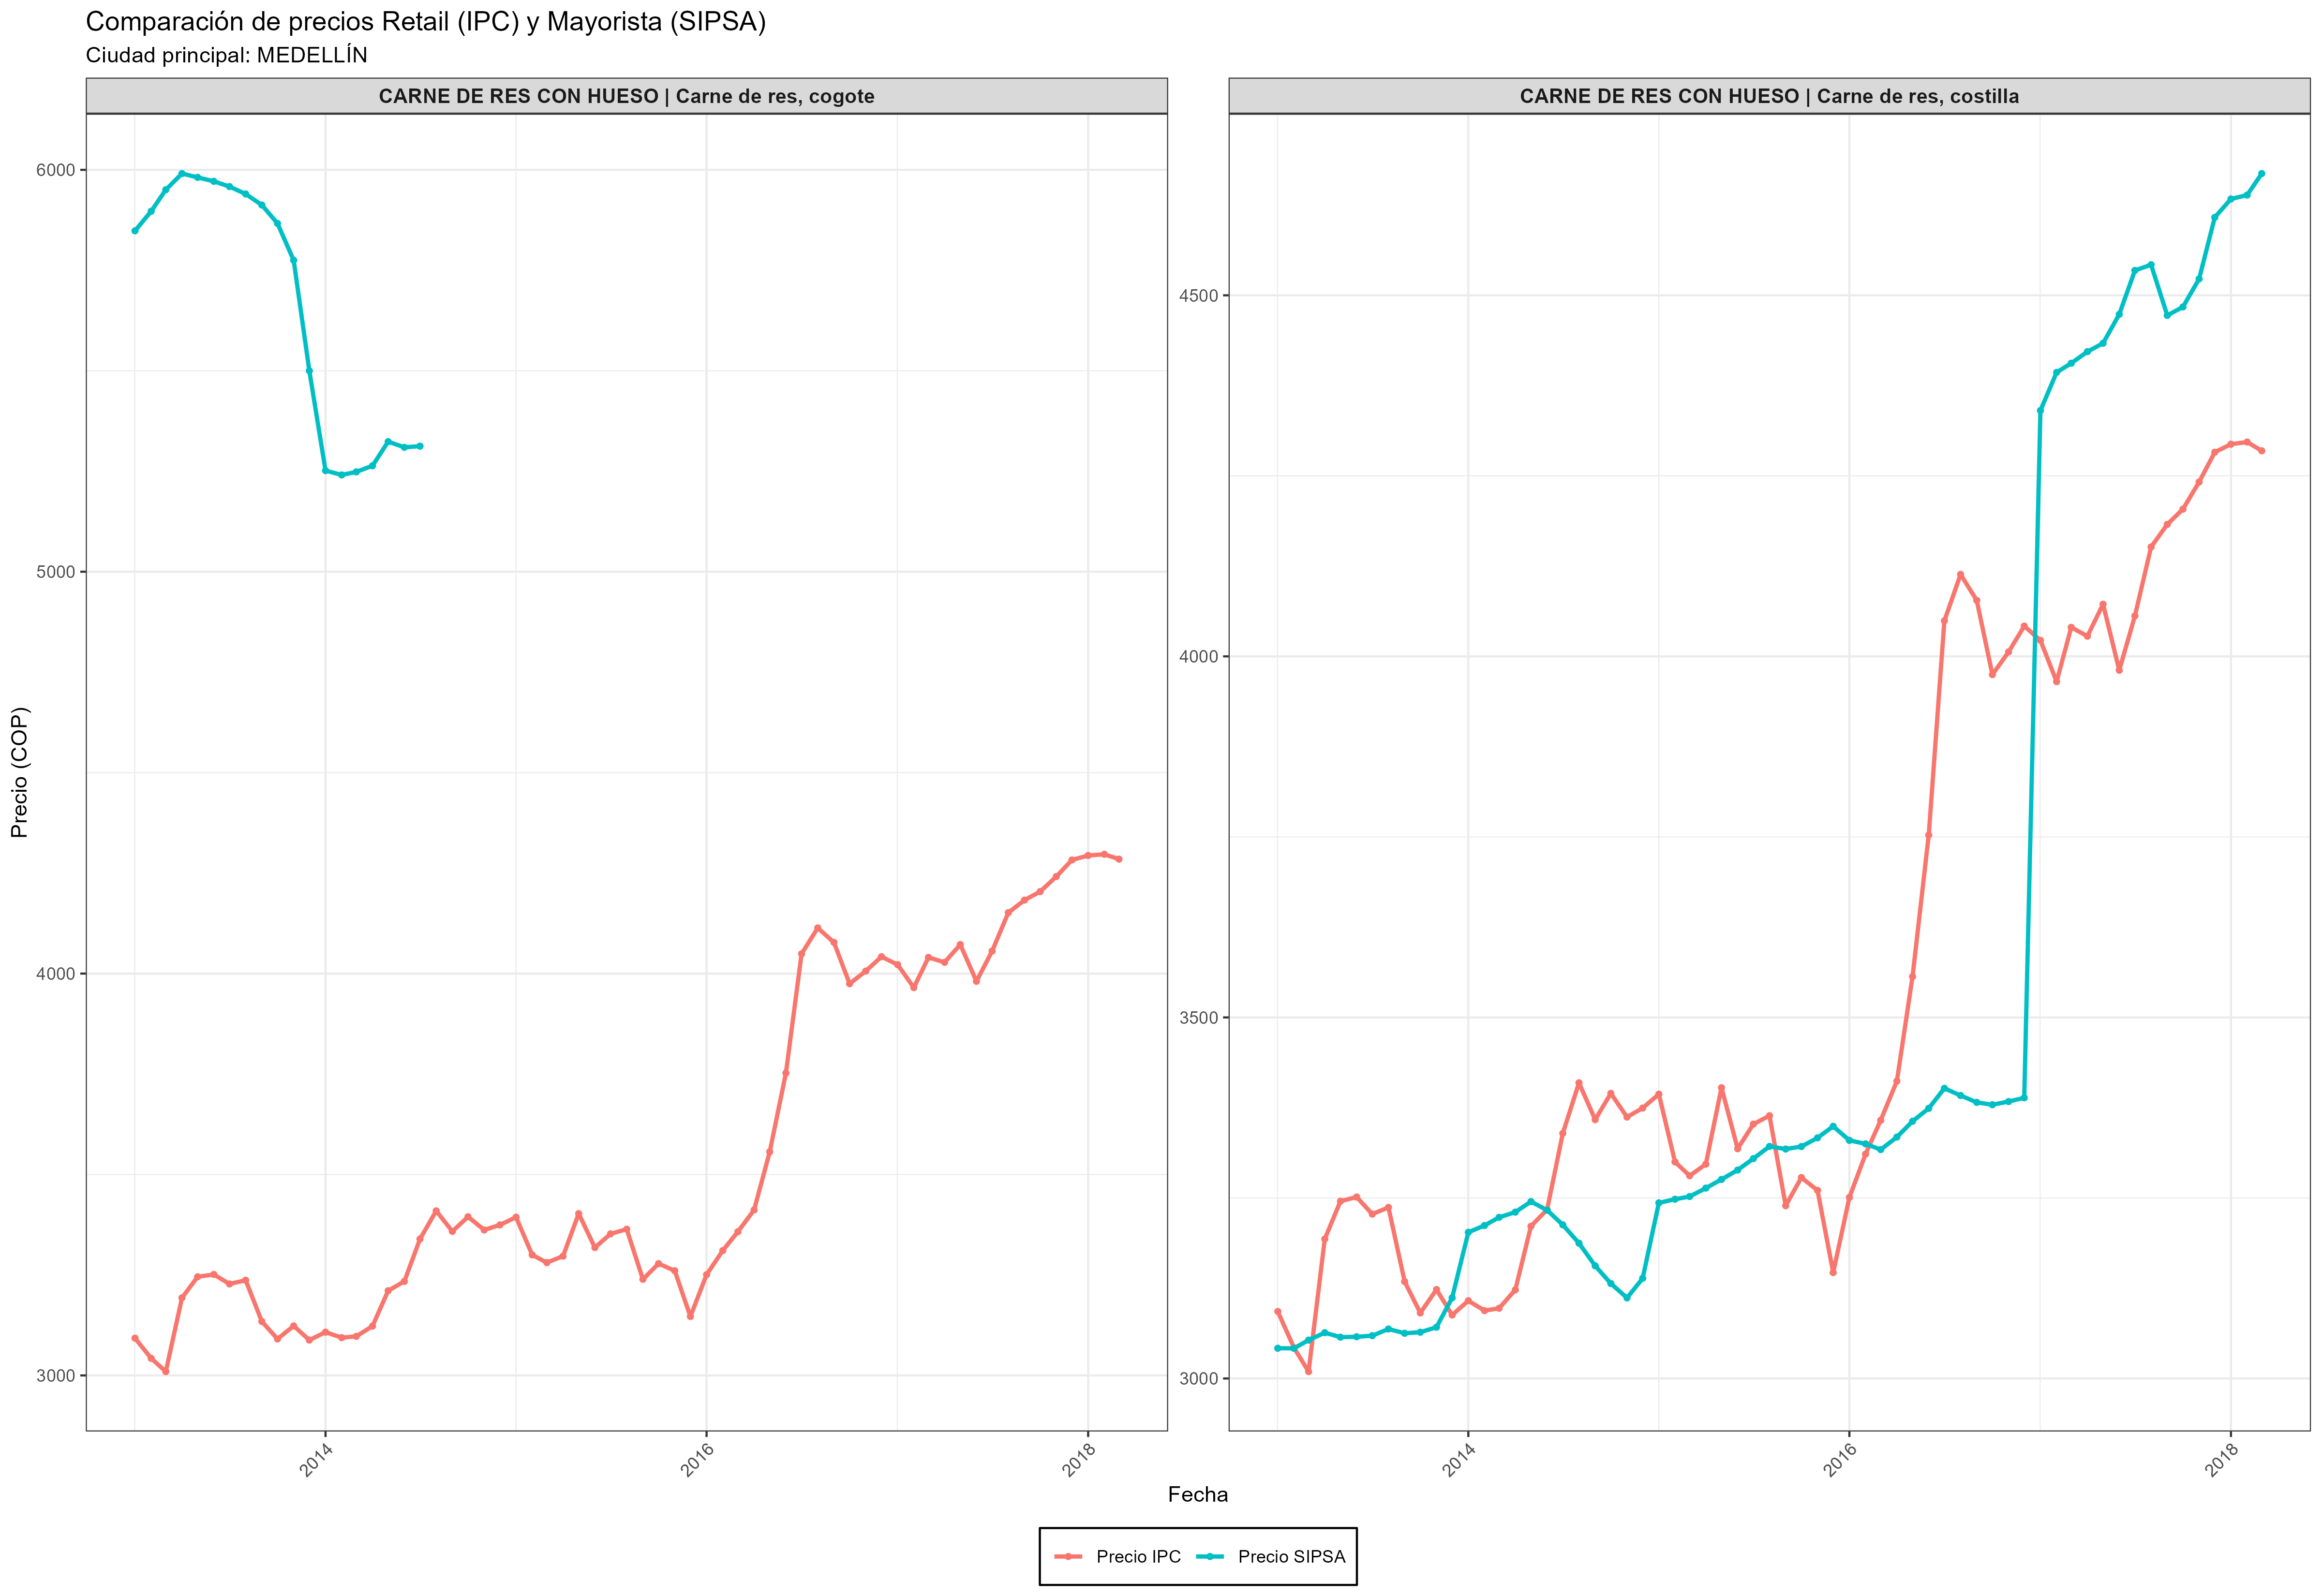 Comparación de precios Retail (IPC) y Mayorista (SIPSA)
Ciudad principal: MEDELLÍN
CARNE DE RES CON HUESO | Carne de res, cogote
CARNE DE RES CON HUESO | Carne de res, costilla
Precio (COP)
6000
5000
4000
3000
4500
4000
3500
3000
2014
2016
2018
2014
2016
2018
Fecha
Precio IPC
Precio SIPSA